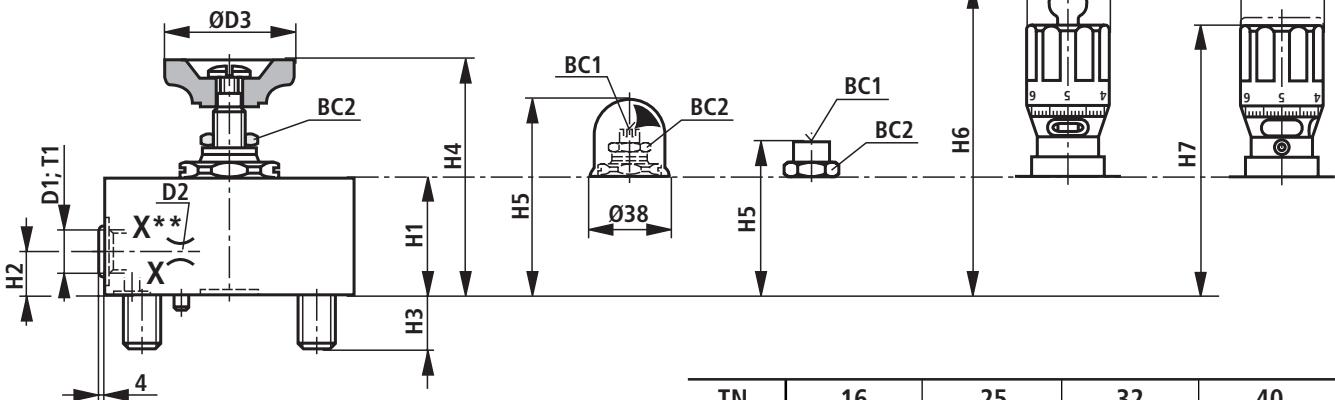 ØD3
BC1
BC2
BC2
BC1
BC2
H4
H5
H5
H6
H7
6 5 4
6 5 4
D1; T1
D2
X**
X
H1
H2
H3
Ø38
4
TN 16 25 32 40